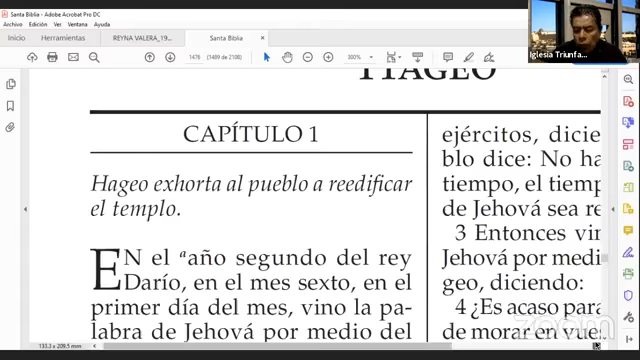 Santa Biblia - Adobe Acrobat Pro DC
Archivo Edición Ver Ventana Ayuda
Inicio Herramientas REYNA VALERA_19... Santa Biblia ×
1476 (1489 de 2108) 300%
Iglesia Triunfa...
HAGEO
CAPÍTULO 1
Hageo exhorta al pueblo a reedificar
el templo.
EN el ªaño segundo del rey
Darío, en el mes sexto, en el
primer día del mes, vino la pa-
labra de Jehová por medio del
ejércitos, dicie
blo dice: No ha
tiempo, el tiemp
de Jehová sea re
3 Entonces vin
Jehová por medi
geo, diciendo:
4 ¿Es acaso para
de morar en vue
133.3 x 209.5 mm
zoom